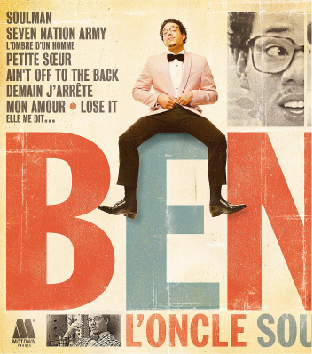 SOULMAN
SEVEN NATION ARMY
L'OMBRE D'UN HOMME
PETITE SŒUR
AIN'T OFF TO THE BACK
DEMAIN J'ARRÊTE
MON AMOUR • LOSE IT
ELLE ME DIT...
BEN
L'ONCLE SOU